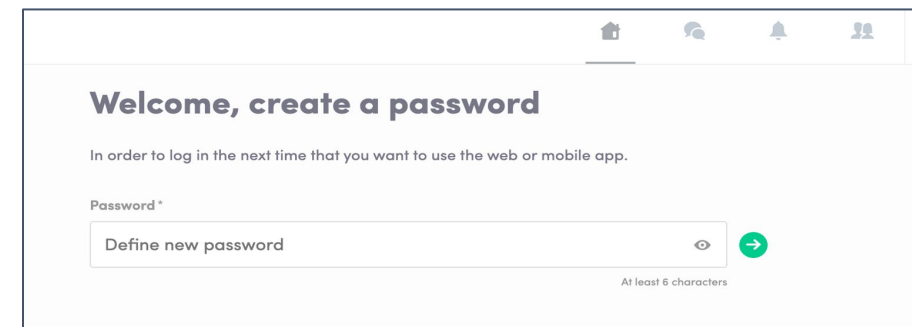 Welcome, create a password
In order to log in the next time that you want to use the web or mobile app.
Password *
Define new password
At least 6 characters